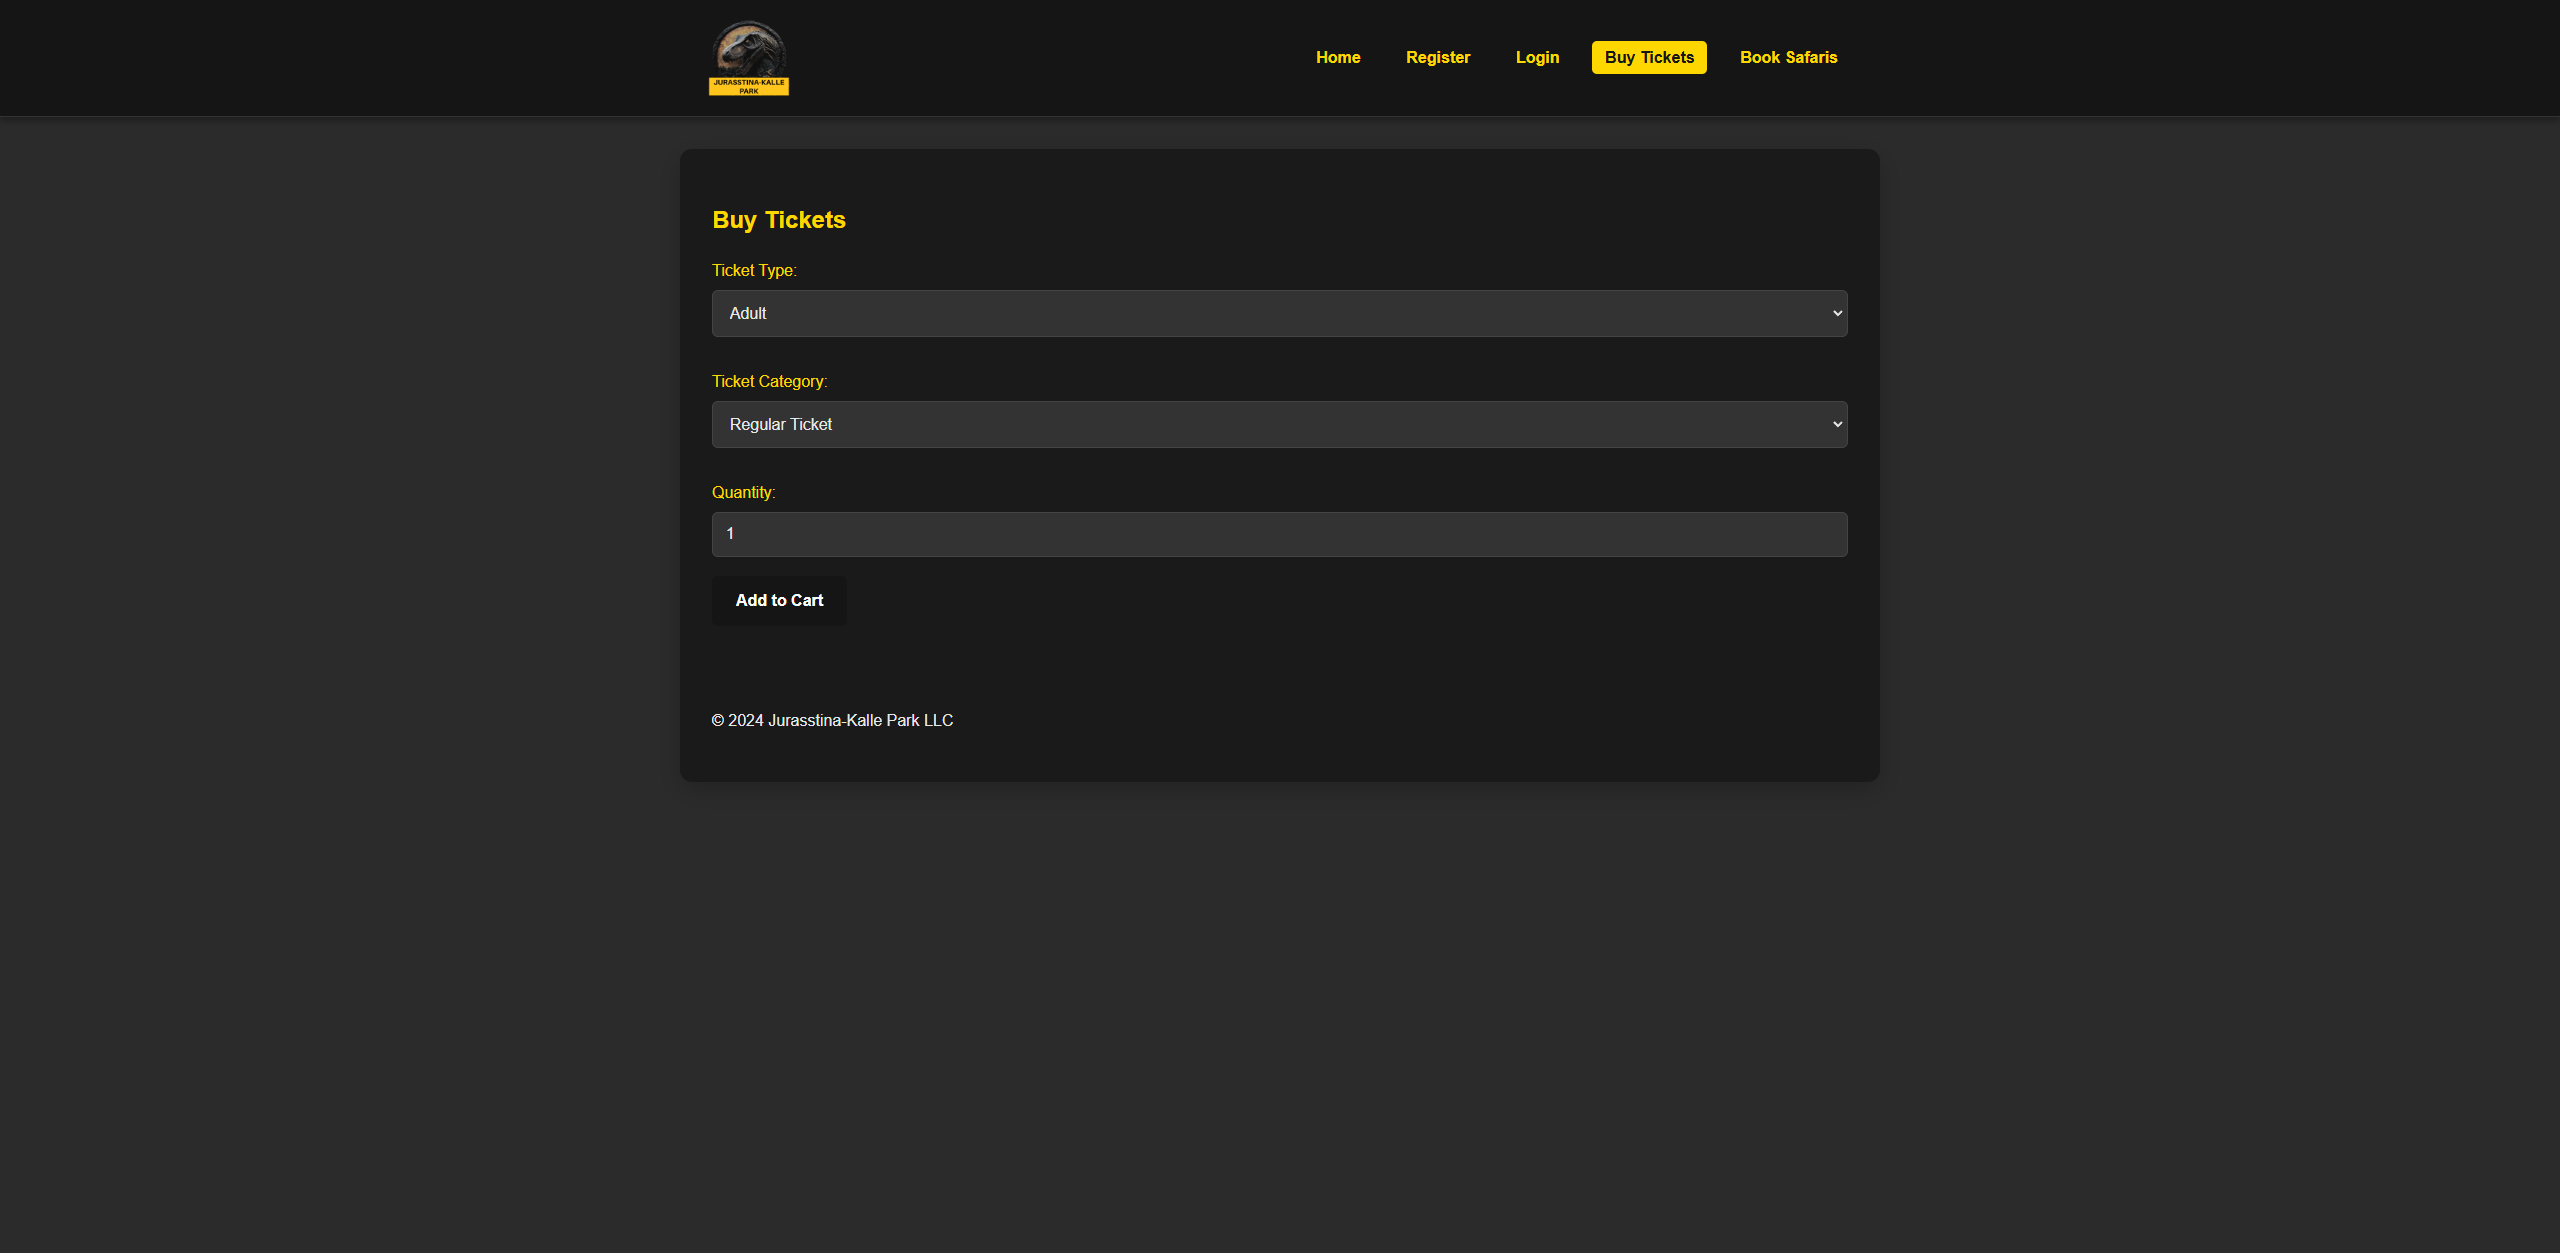 JURASSTINA-KALLE
PARK
Home
Register
Login
Buy Tickets
Book Safaris
Buy Tickets
Ticket Type:
Adult
Ticket Category:
Regular Ticket
Quantity:
1
Add to Cart
© 2024 Jurasstina-Kalle Park LLC